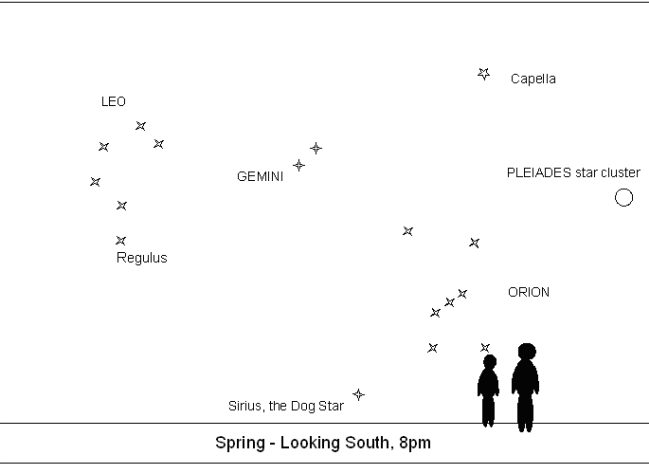 Capella
LEO
PLEIADES star cluster
GEMINI
Regulus
ORION
Sirius, the Dog Star
Spring - Looking South, 8pm